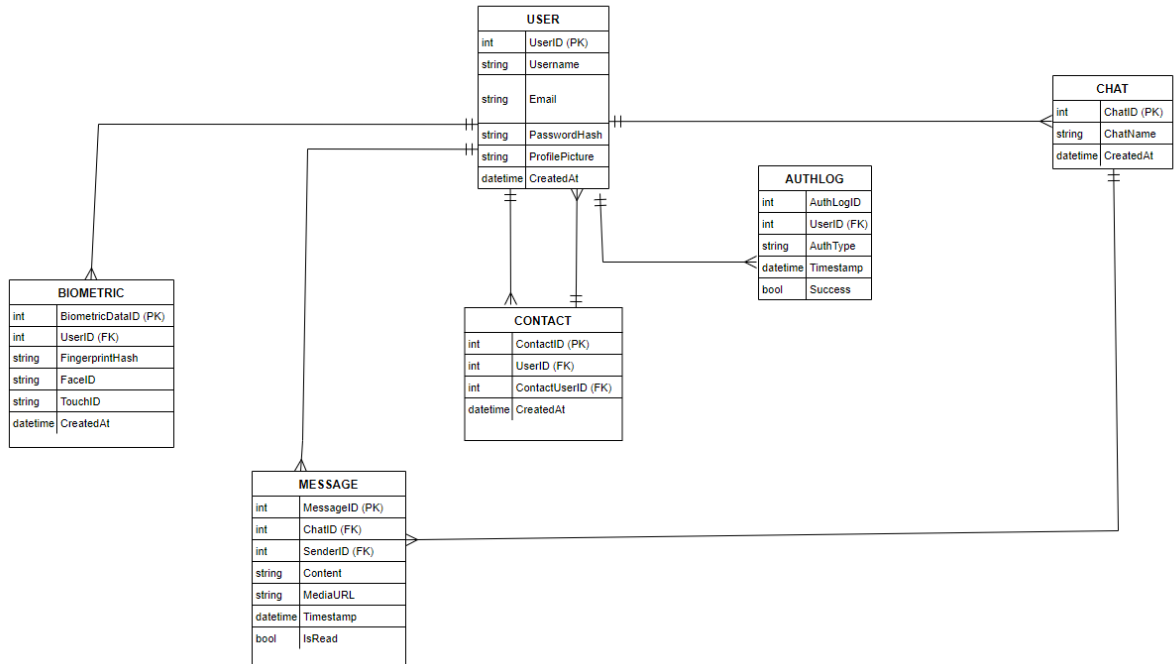 USER
int UserID (PK)
string Username
string Email
string PasswordHash
string ProfilePicture
datetime CreatedAt
CHAT
int ChatID (PK)
string ChatName
datetime CreatedAt
AUTHLOG
int AuthLogID
int UserID (FK)
string AuthType
datetime Timestamp
bool Success
BIOMETRIC
int BiometricDataID (PK)
int UserID (FK)
string FingerprintHash
string FaceID
string TouchID
datetime CreatedAt
CONTACT
int ContactID (PK)
int UserID (FK)
int ContactUserID (FK)
datetime CreatedAt
MESSAGE
int MessageID (PK)
int ChatID (FK)
int SenderID (FK)
string Content
string MediaURL
datetime Timestamp
bool IsRead